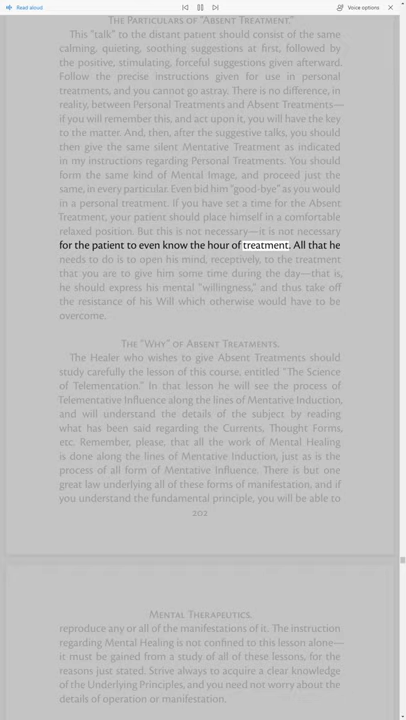 Read aloud
Voice options
The Particulars of "Absent Treatment."
This "talk" to the distant patient should consist of the same
calming, quieting, soothing suggestions at first, followed by
the positive, stimulating, forceful suggestions given afterward.
Follow the precise instructions given for use in personal
treatments, and you cannot go astray. There is no difference, in
reality, between Personal Treatments and Absent Treatments—
if you will remember this, and act upon it, you will have the key
to the matter. And, then, after the suggestive talks, you should
then give the same silent Mentative Treatment as indicated
in my instructions regarding Personal Treatments. You should
form the same kind of Mental Image, and proceed just the
same, in every particular. Even bid him "good-bye" as you would
in a personal treatment. If you have set a time for the Absent
Treatment, your patient should place himself in a comfortable
relaxed position. But this is not necessary—it is not necessary
for the patient to even know the hour of treatment. All that he
needs to do is to open his mind, receptively, to the treatment
that you are to give him some time during the day—that is,
he should express his mental "willingness," and thus take off
the resistance of his Will which otherwise would have to be
overcome.
The "Why" of Absent Treatments.
The Healer who wishes to give Absent Treatments should
study carefully the lesson of this course, entitled "The Science
of Telementation." In that lesson he will see the process of
Telementative Influence along the lines of Mentative Induction,
and will understand the details of the subject by reading
what has been said regarding the Currents, Thought Forms,
etc. Remember, please, that all the work of Mental Healing
is done along the lines of Mentative Induction, just as is the
process of all form of Mentative Influence. There is but one
great law underlying all of these forms of manifestation, and if
you understand the fundamental principle, you will be able to
202
Mental Therapeutics.
reproduce any or all of the manifestations of it. The instruction
regarding Mental Healing is not confined to this lesson alone—
it must be gained from a study of all of these lessons, for the
reasons just stated. Strive always to acquire a clear knowledge
of the Underlying Principles, and you need not worry about the
details of operation or manifestation.